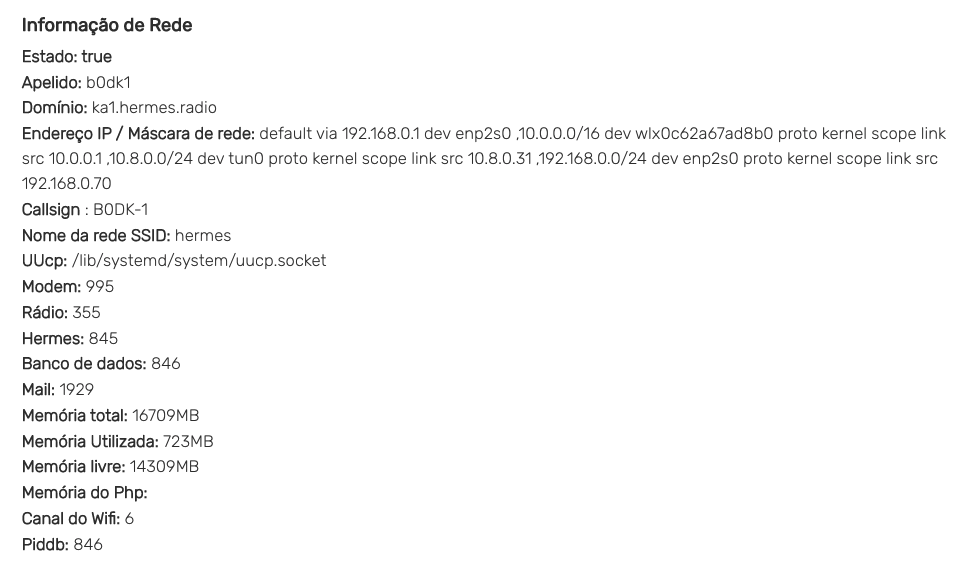 Informação de Rede
Estado: true
Apelido: b0dk1
Domínio: ka1.hermes.radio
Endereço IP / Máscara de rede: default via 192.168.0.1 dev enp2s0 ,10.0.0.0/16 dev wlx0c62a67ad8b0 proto kernel scope link
src 10.0.0.1 ,10.8.0.0/24 dev tun0 proto kernel scope link src 10.8.0.31 ,192.168.0.0/24 dev enp2s0 proto kernel scope link src
192.168.0.70
Callsign : B0DK-1
Nome da rede SSID: hermes
UUcp: /lib/systemd/system/uucp.socket
Modem: 995
Rádio: 355
Hermes: 845
Banco de dados: 846
Mail: 1929
Memória total: 16709MB
Memória Utilizada: 723MB
Memória livre: 14309MB
Memória do Php:
Canal do Wifi: 6
Piddb: 846